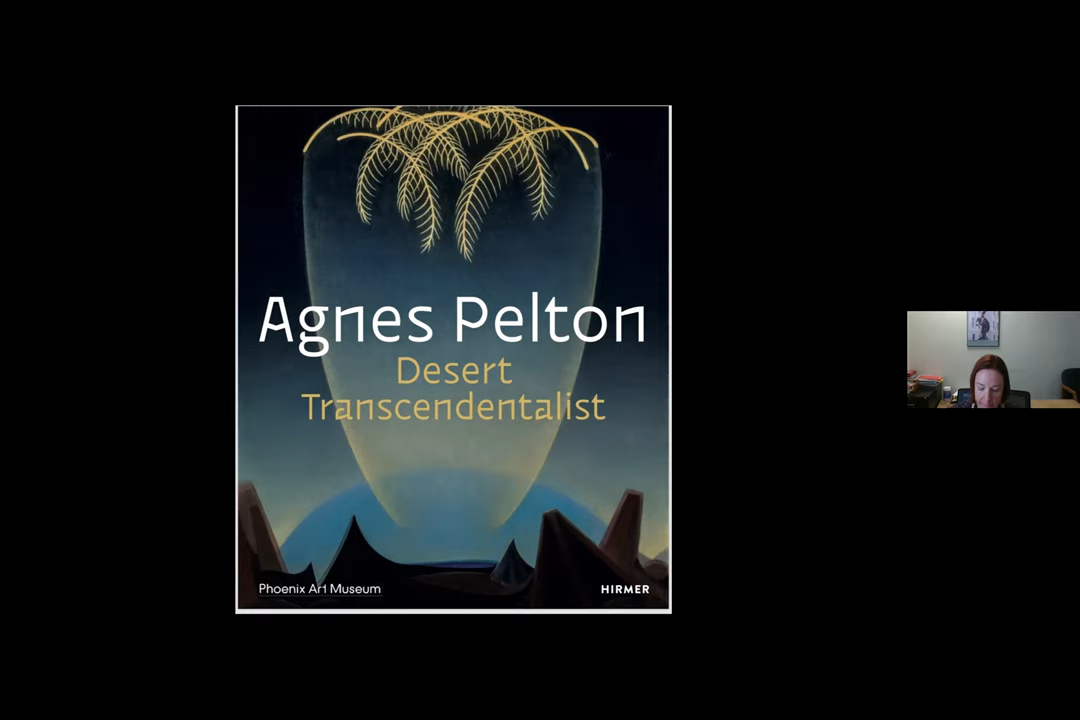 Agnes Pelton
Desert
Transcendentalist
Phoenix Art Museum
HIRMER